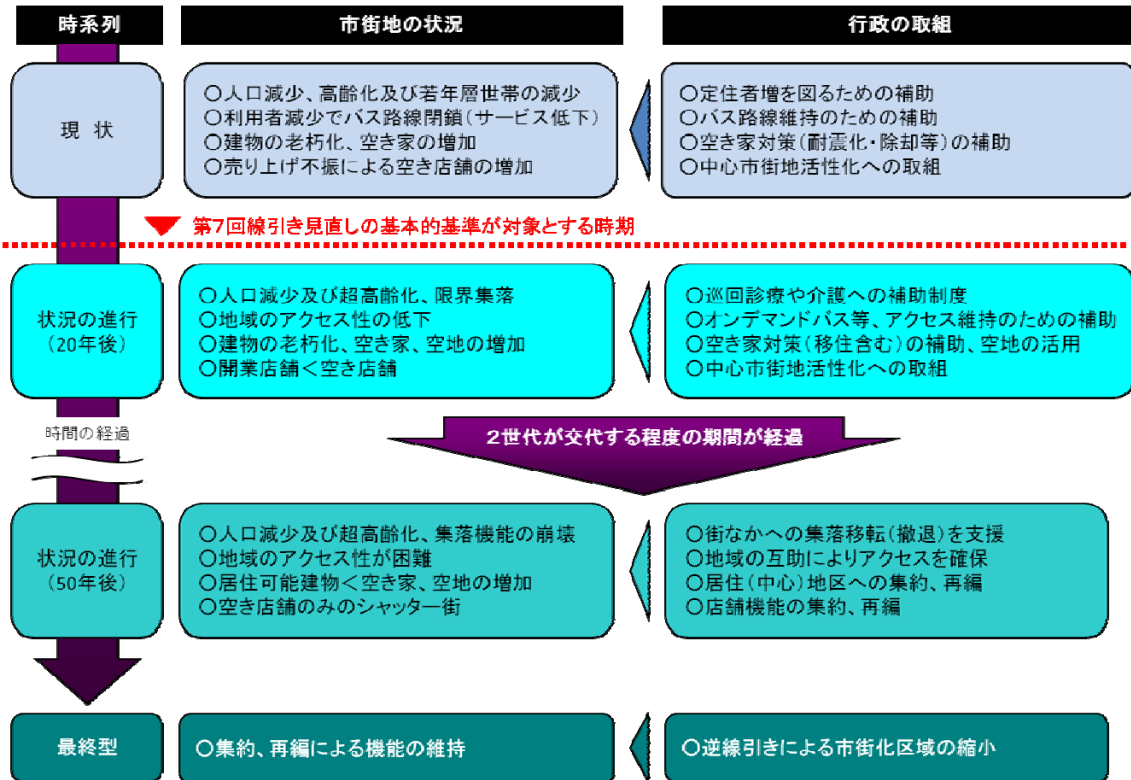 時系列
市街地の状況
行政の取組
現 状
○人口減少、高齢化及び若年層世帯の減少
○利用者減少でバス路線閉鎖(サービス低下)
○建物の老朽化、空き家の増加
○売り上げ不振による空き店舗の増加
○定住者増を図るための補助
○バス路線維持のための補助
○空き家対策(耐震化・除却等)の補助
○中心市街地活性化への取組
第7回線引き見直しの基本的基準が対象とする時期
状況の進行
(20年後)
○人口減少及び超高齢化、限界集落
○地域のアクセス性の低下
○建物の老朽化、空き家、空地の増加
○開業店舗<空き店舗
○巡回診療や介護への補助制度
○オンデマンドバス等、アクセス維持のための補助
○空き家対策(移住含む)の補助、空地の活用
○中心市街地活性化への取組
時間の経過
2世代が交代する程度の期間が経過
状況の進行
(50年後)
○人口減少及び超高齢化、集落機能の崩壊
○地域のアクセス性が困難
○居住可能建物<空き家、空地の増加
○空き店舗のみのシャッター街
○街なかへの集落移転(撤退)を支援
○地域の互助によりアクセスを確保
○居住(中心)地区への集約、再編
○店舗機能の集約、再編
最終型
○集約、再編による機能の維持
○逆線引きによる市街化区域の縮小